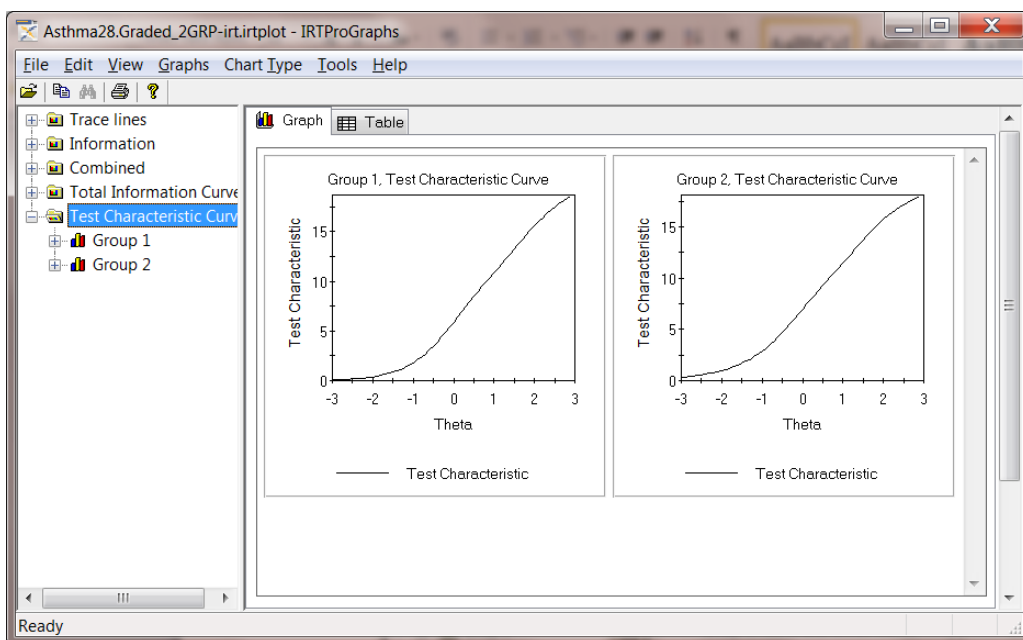 Asthma28.Graded_2GRP-irt.irtplot - IRTProGraphs
File Edit View Graphs Chart Type Tools Help
Trace lines
Information
Combined
Total Information Curve
Test Characteristic Curv
Group 1
Group 2
Graph Table
Group 1, Test Characteristic Curve
Test Characteristic
15
10
5
0
-3 -2 -1 0 1 2 3
Theta
Test Characteristic
Group 2, Test Characteristic Curve
Test Characteristic
15
10
5
0
-3 -2 -1 0 1 2 3
Theta
Test Characteristic
Ready